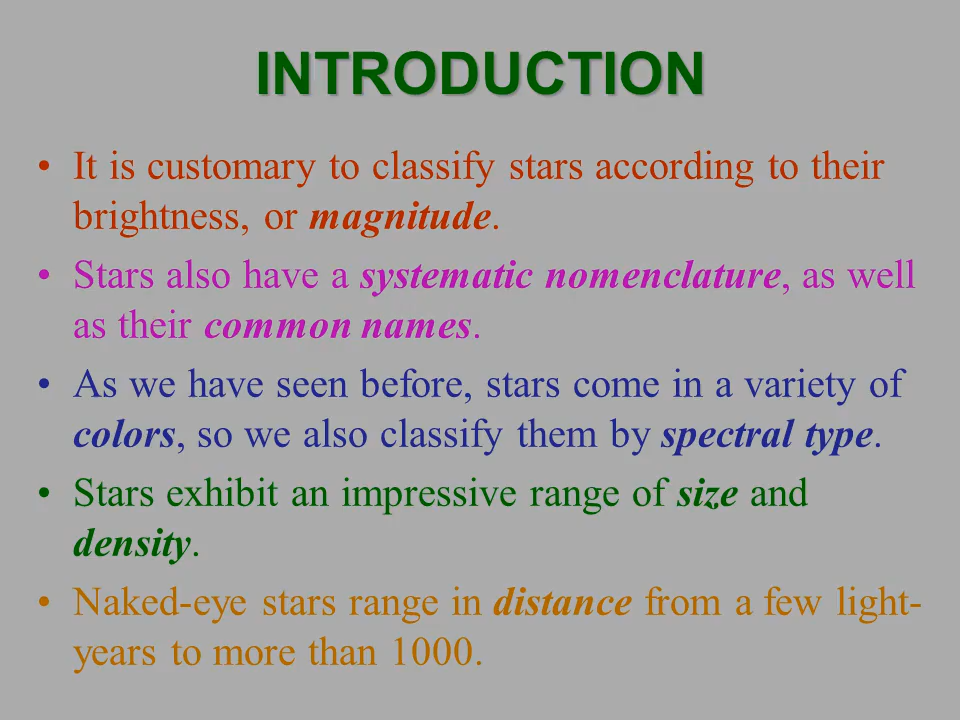 INTRODUCTION
• It is customary to classify stars according to their
brightness, or magnitude.
• Stars also have a systematic nomenclature, as well
as their common names.
• As we have seen before, stars come in a variety of
colors, so we also classify them by spectral type.
• Stars exhibit an impressive range of size and
density.
• Naked-eye stars range in distance from a few light-
years to more than 1000.